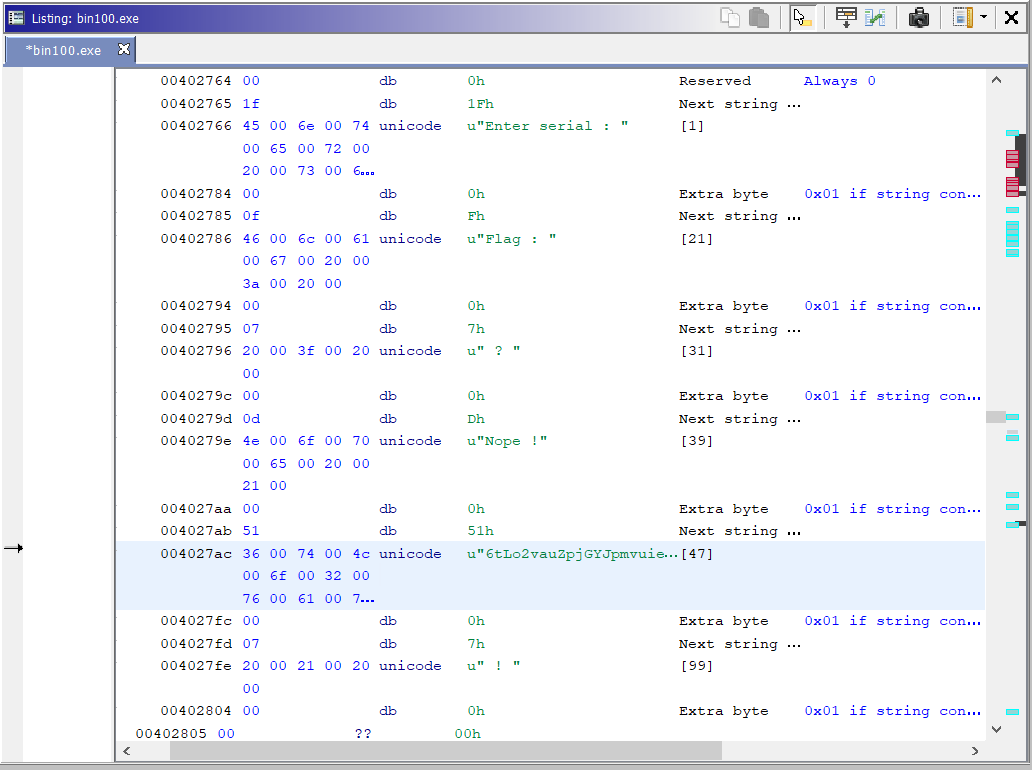 Listing: bin100.exe
*bin100.exe
00402764 00 db 0h Reserved Always 0
00402765 1f db 1Fh Next string ...
00402766 45 00 6e 00 74 unicode u"Enter serial : " [1]
00 65 00 72 00
20 00 73 00 6...
00402784 00 db 0h Extra byte 0x01 if string con...
00402785 0f db Fh Next string ...
00402786 46 00 6c 00 61 unicode u"Flag : " [21]
00 67 00 20 00
3a 00 20 00
00402794 00 db 0h Extra byte 0x01 if string con...
00402795 07 db 7h Next string ...
00402796 20 00 3f 00 20 unicode u" ? " [31]
00
0040279c 00 db 0h Extra byte 0x01 if string con...
0040279d 0d db Dh Next string ...
0040279e 4e 00 6f 00 70 unicode u"Nope !" [39]
00 65 00 20 00
21 00
004027aa 00 db 0h Extra byte 0x01 if string con...
004027ab 51 db 51h Next string ...
004027ac 36 00 74 00 4c unicode u"6tLo2vauZpjGYJpmvuie... [47]
00 6f 00 32 00
76 00 61 00 7...
004027fc 00 db 0h Extra byte 0x01 if string con...
004027fd 07 db 7h Next string ...
004027fe 20 00 21 00 20 unicode u" ! " [99]
00
00402804 00 db 0h Extra byte 0x01 if string con...
00402805 00 ?? 00h